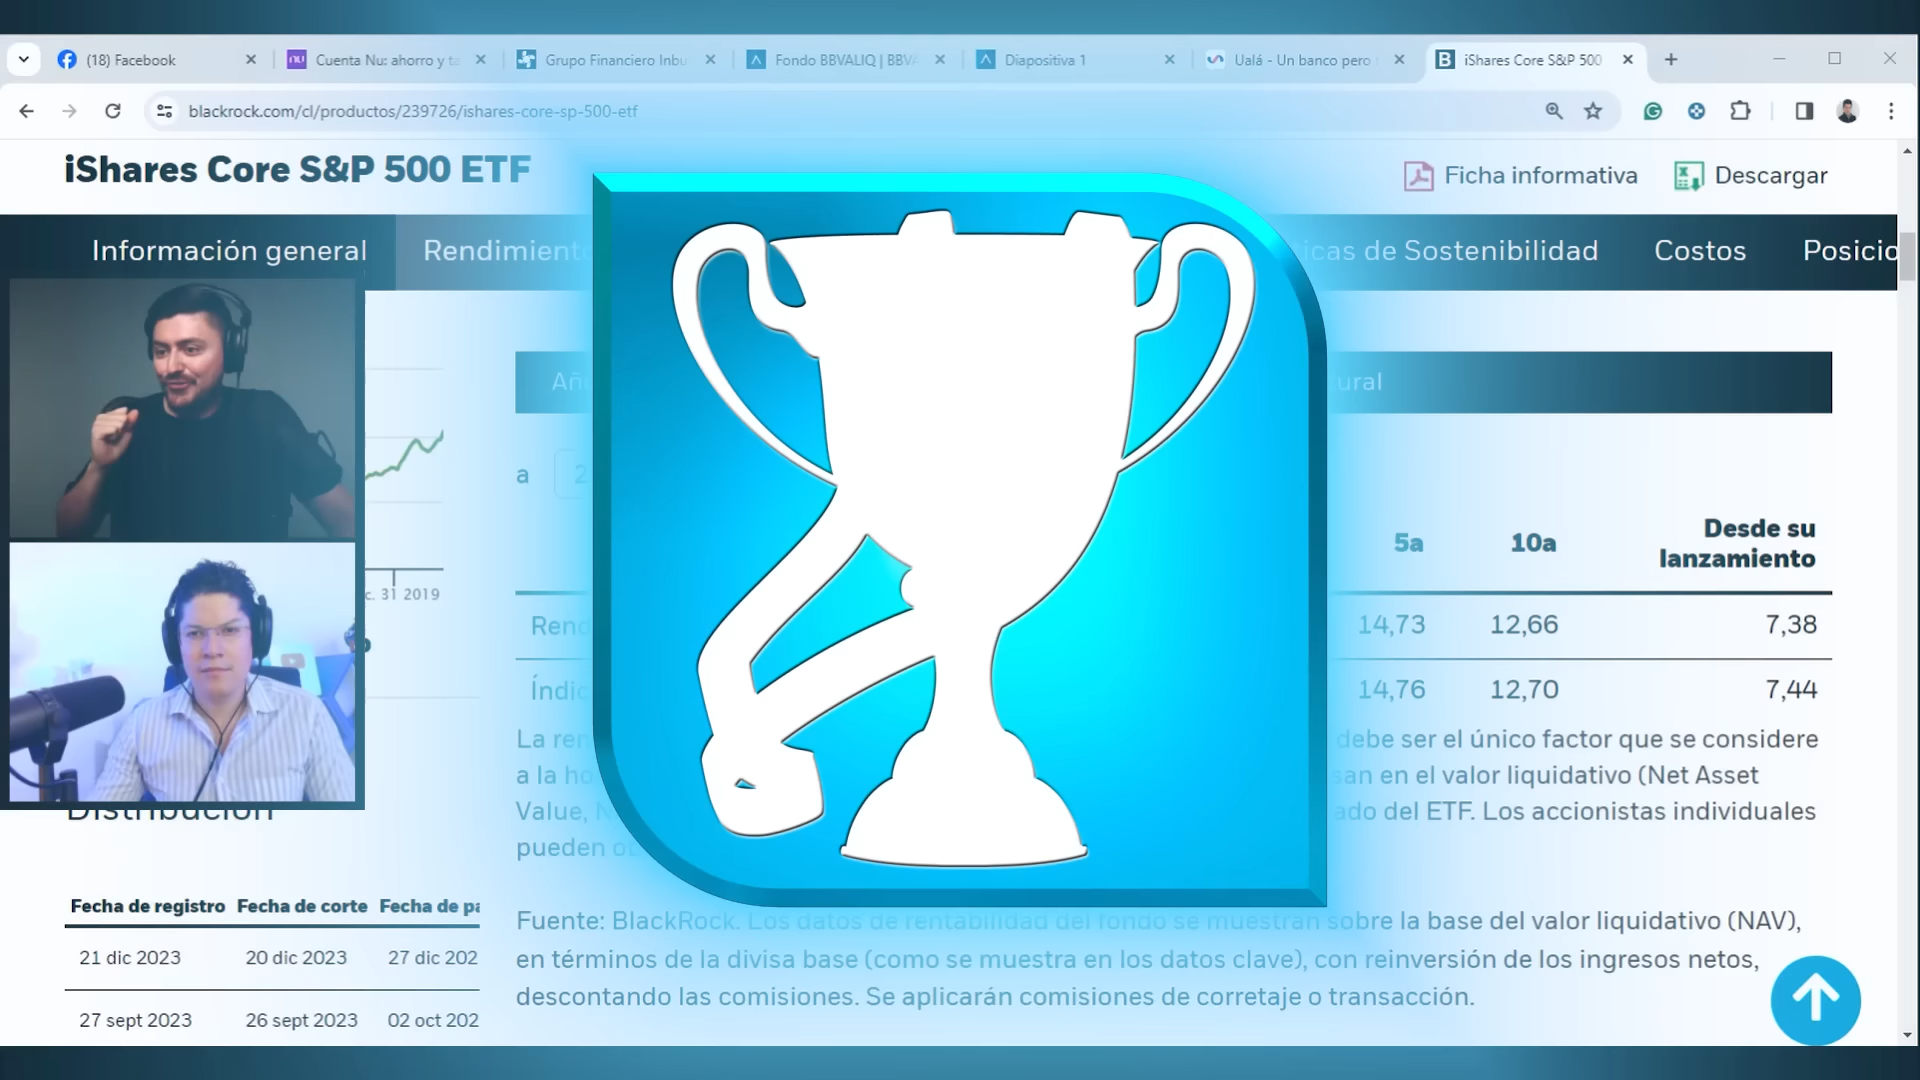 (18) Facebook
Cuenta Nu: ahorro y ta
Grupo Financiero Inbu
Fondo BBVALIQ | BBVA
Diapositiva 1
Ualá - Un banco pero
iShares Core S&P 500
blackrock.com/cl/productos/239726/ishares-core-sp-500-etf
iShares Core S&P 500 ETF
Ficha informativa
Descargar
Información general
Rendimiento
icas de Sostenibilidad
Costos
Posicio
Añ
ural
a
2
5a
10a
Desde su
lanzamiento
c. 31 2019
Rend
14,73
12,66
7,38
Índic
14,76
12,70
7,44
La ren
debe ser el único factor que se considere
a la ho
san en el valor liquidativo (Net Asset
Value, N
ado del ETF. Los accionistas individuales
pueden ob
Distribución
Fecha de registro
Fecha de corte
Fecha de pa
21 dic 2023
20 dic 2023
27 dic 202
27 sept 2023
26 sept 2023
02 oct 202
Fuente: BlackRock. Los datos de rentabilidad del fondo se muestran sobre la base del valor liquidativo (NAV),
en términos de la divisa base (como se muestra en los datos clave), con reinversión de los ingresos netos,
descontando las comisiones. Se aplicarán comisiones de corretaje o transacción.